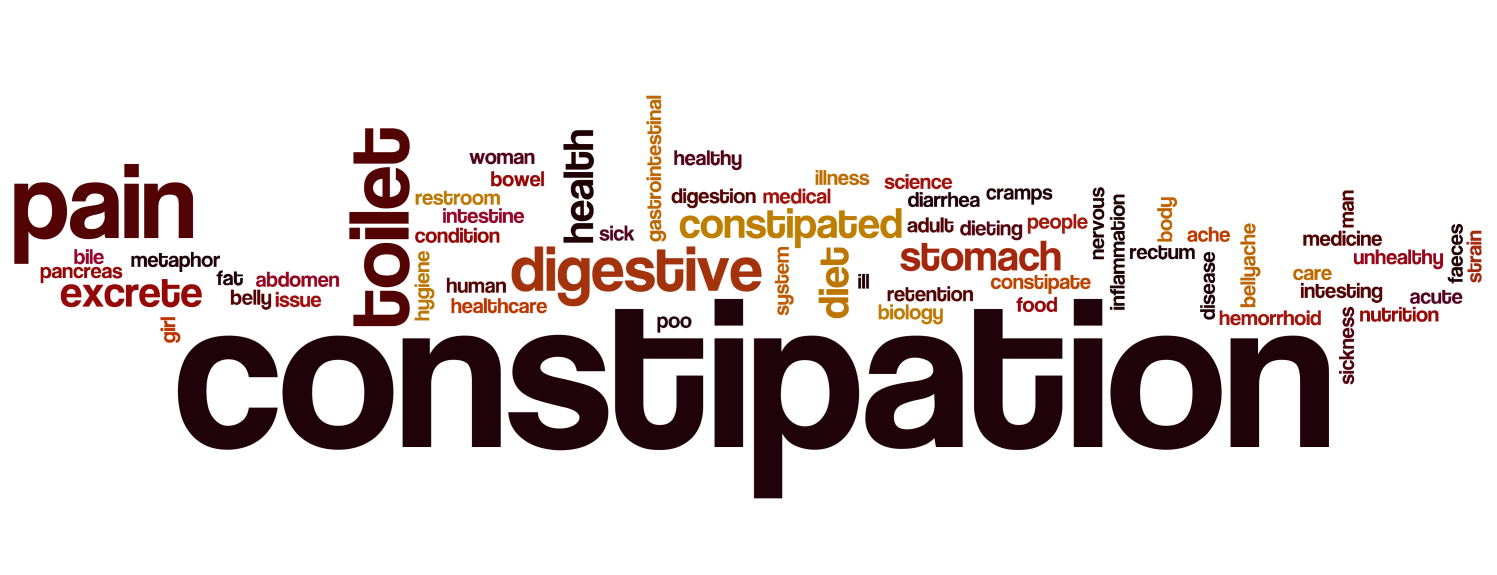 pain
bile
metaphor
pancreas
excrete
fat
abdomen
belly
issue
girl
toilet
woman
bowel
restroom
intestine
condition
hygiene
health
sick
human
healthcare
digestive
gastrointestinal
healthy
digestion
medical
constipated
illness
science
diarrhea
cramps
adult
dieting
people
stomach
system
diet
ill
retention
constipate
biology
food
poo
nervous
inflammation
body
rectum
ache
disease
bellyache
hemorrhoid
man
medicine
unhealthy
care
intesting
acute
nutrition
faeces
strain
sickness
constipation